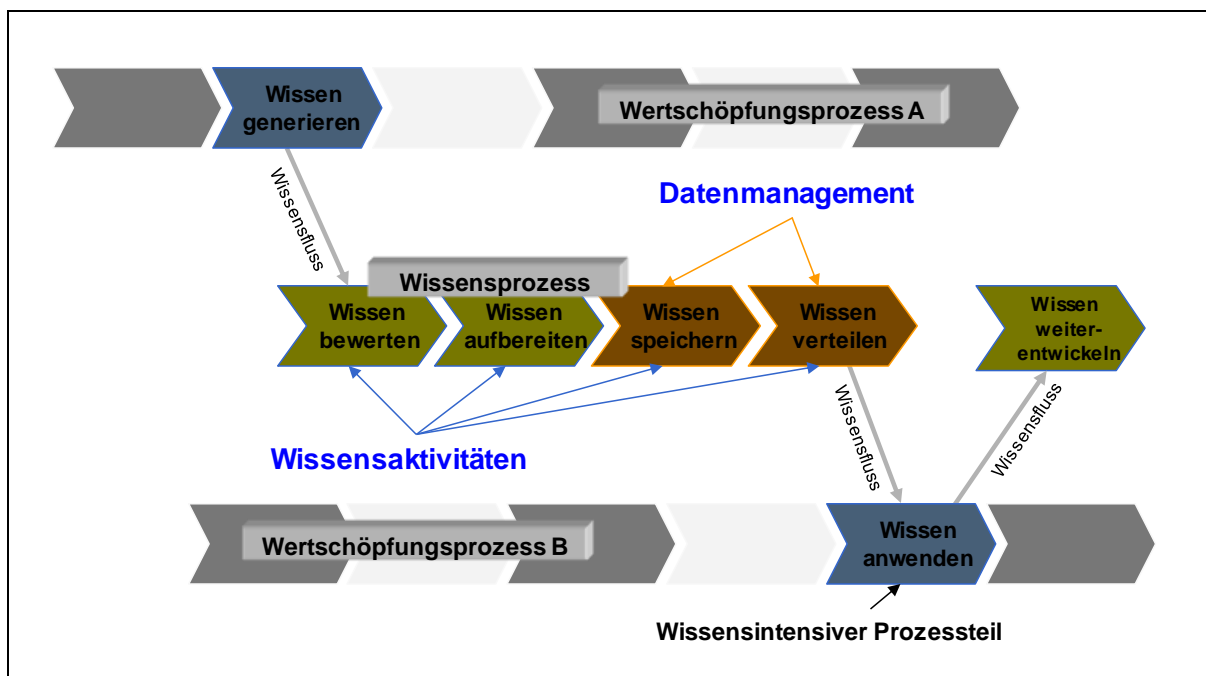 Wissen
generieren
Wertschöpfungsprozess A
Wissensfluss
Datenmanagement
Wissensprozess
Wissen
bewerten
Wissen
aufbereiten
Wissen
speichern
Wissen
verteilen
Wissen
weiter-
entwickeln
Wissensfluss
Wissensfluss
Wissensaktivitäten
Wertschöpfungsprozess B
Wissen
anwenden
Wissensintensiver Prozessteil